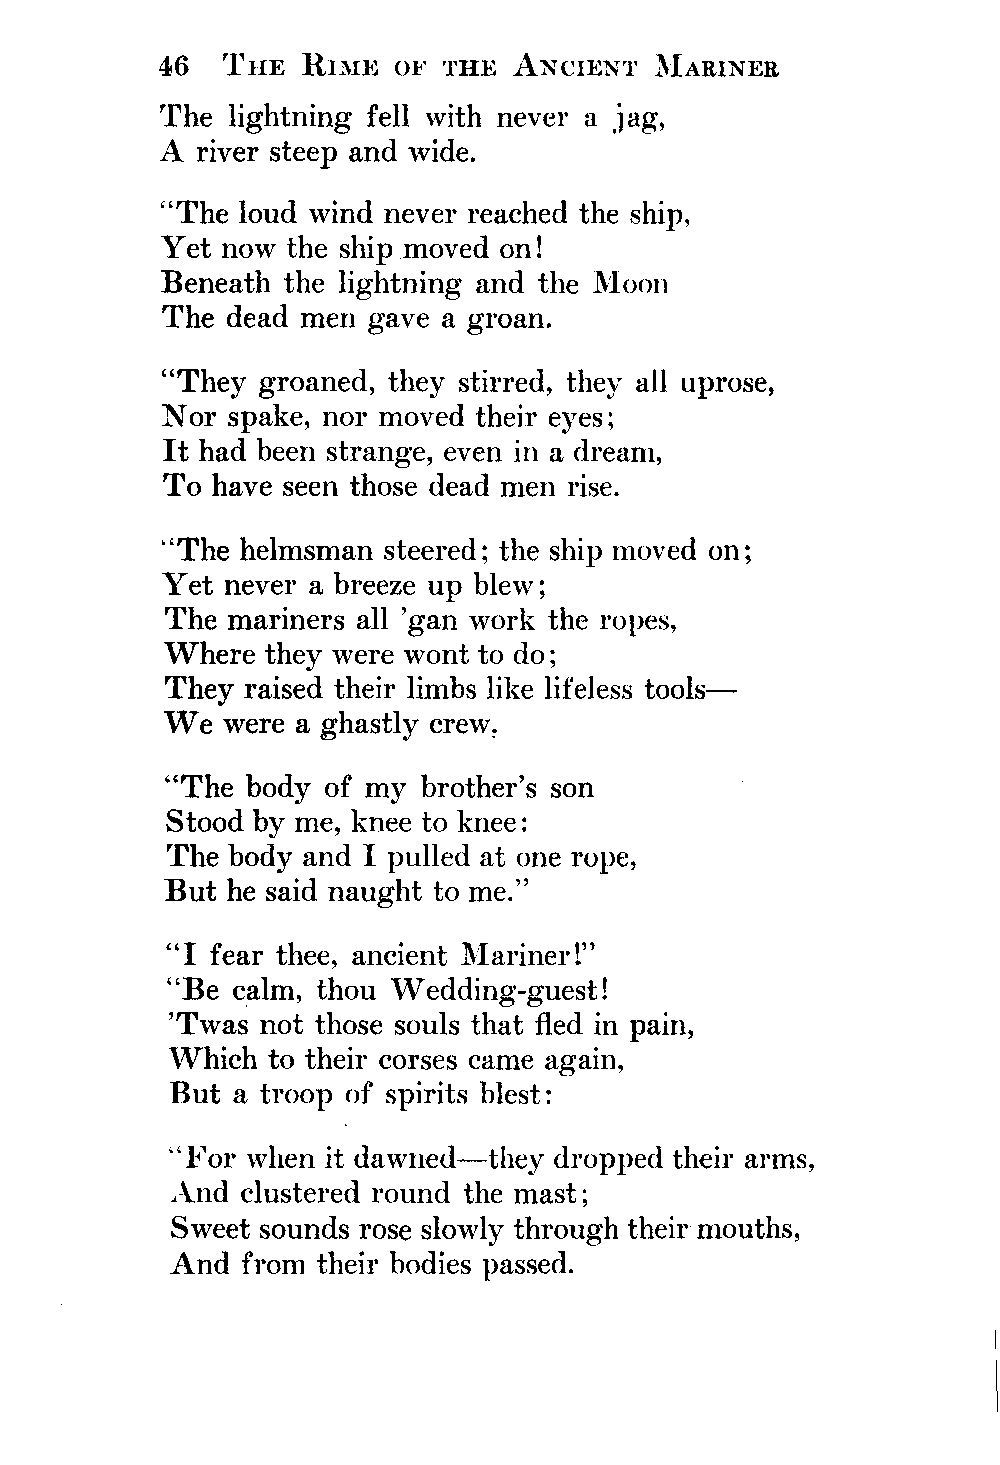 46 The Rime of the Ancient Mariner
The lightning fell with never a jag,
A river steep and wide.
“The loud wind never reached the ship,
Yet now the ship moved on!
Beneath the lightning and the Moon
The dead men gave a groan.
“They groaned, they stirred, they all uprose,
Nor spake, nor moved their eyes;
It had been strange, even in a dream,
To have seen those dead men rise.
“The helmsman steered; the ship moved on;
Yet never a breeze up blew;
The mariners all ’gan work the ropes,
Where they were wont to do;
They raised their limbs like lifeless tools—
We were a ghastly crew.
“The body of my brother’s son
Stood by me, knee to knee:
The body and I pulled at one rope,
But he said naught to me.”
“I fear thee, ancient Mariner!”
“Be calm, thou Wedding-guest!
’Twas not those souls that fled in pain,
Which to their corses came again,
But a troop of spirits blest:
“For when it dawned—they dropped their arms,
And clustered round the mast;
Sweet sounds rose slowly through their mouths,
And from their bodies passed.